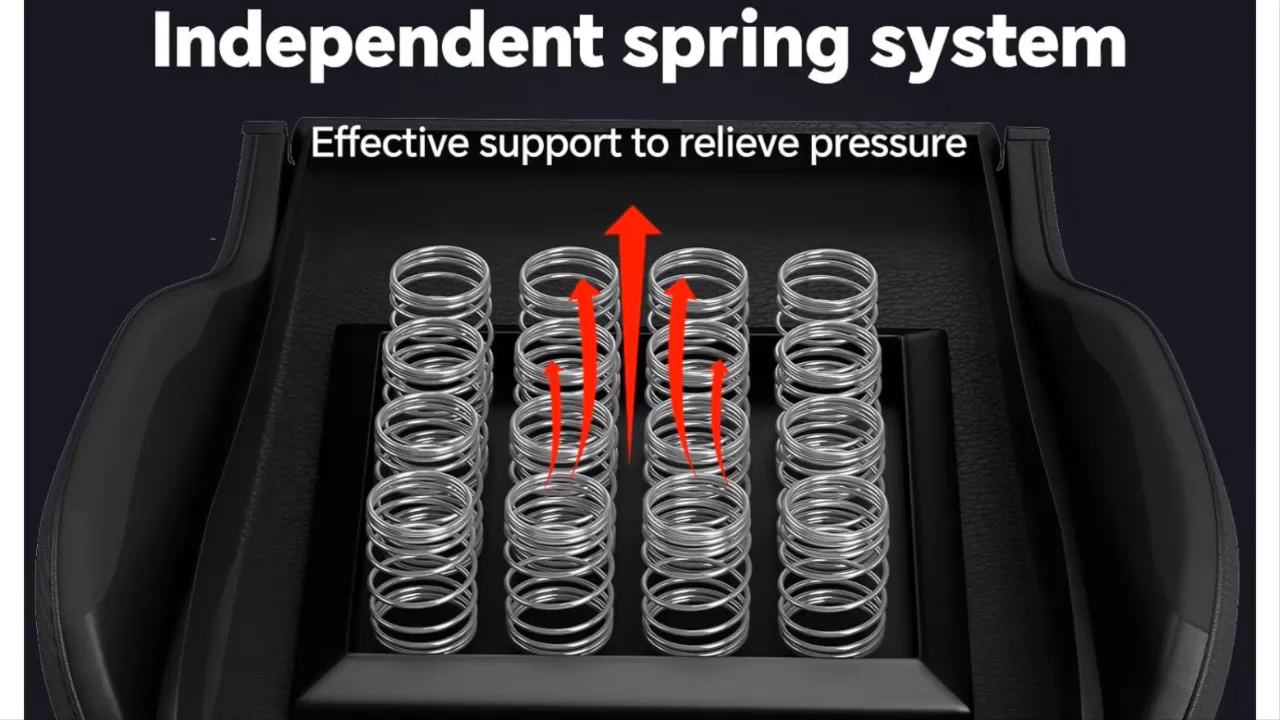 Independent spring system
Effective support to relieve pressure